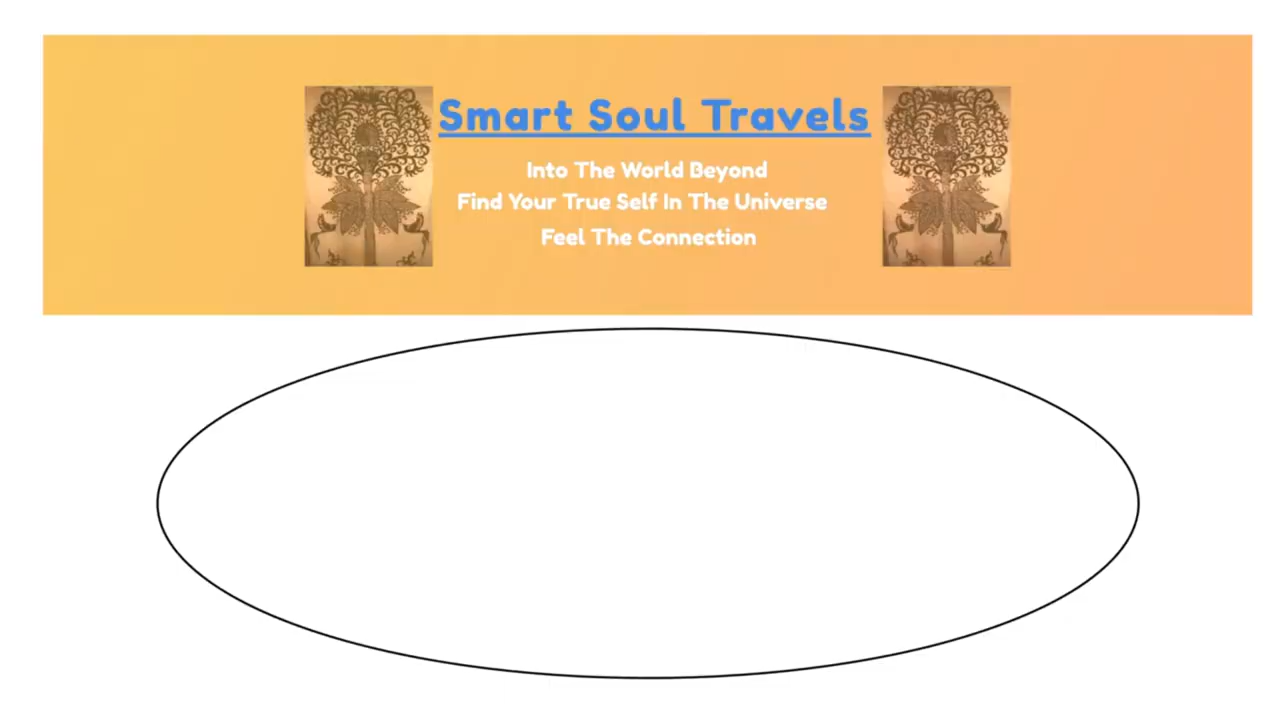 Smart Soul Travels
Into The World Beyond
Find Your True Self In The Universe
Feel The Connection